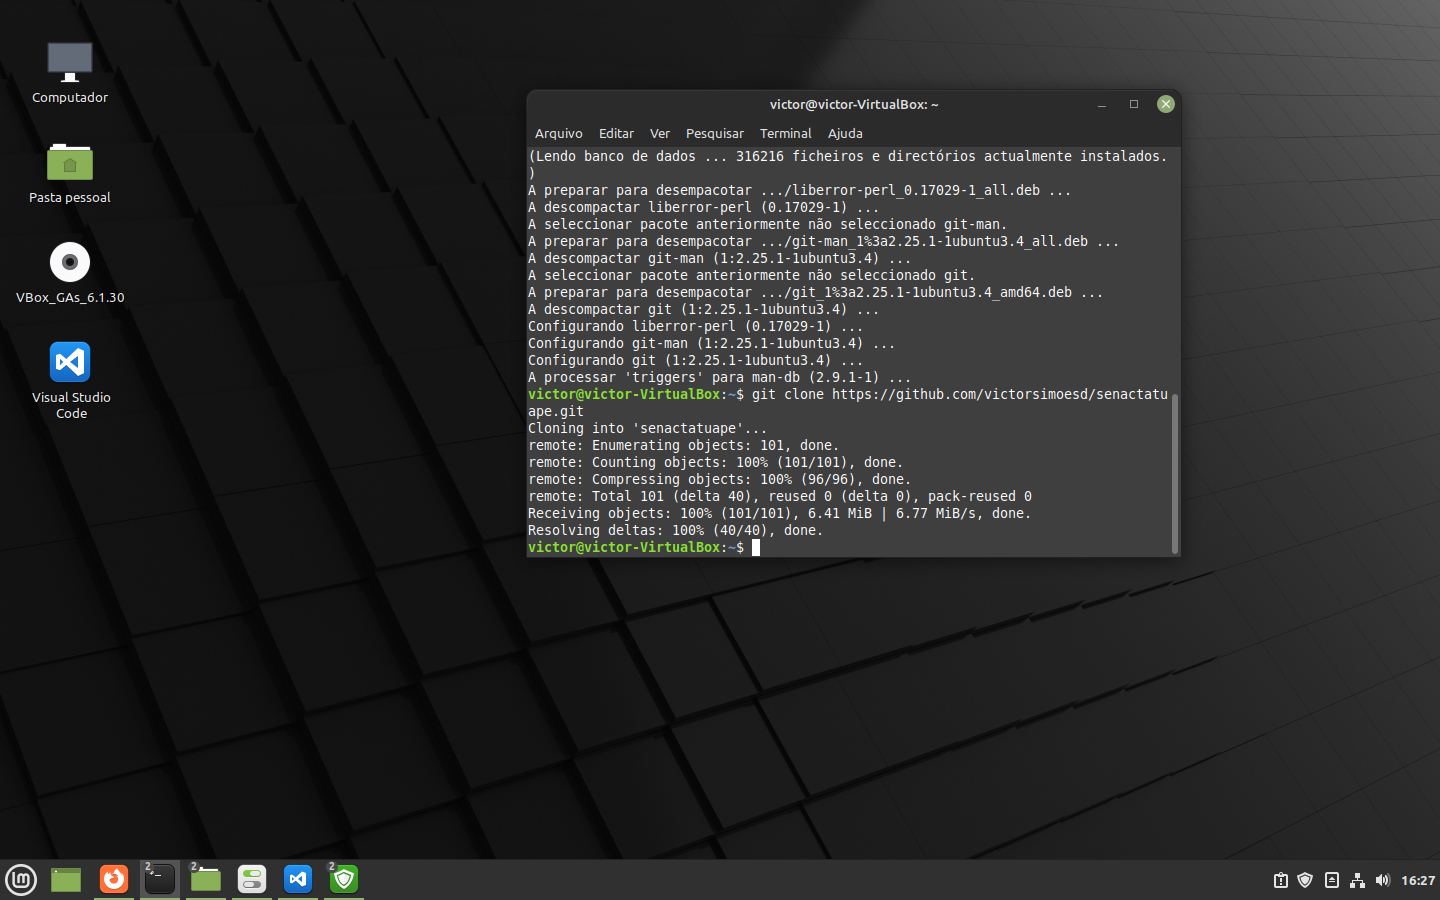 Computador
Pasta pessoal
VBox_GAs_6.1.30
Visual Studio
Code
victor@victor-VirtualBox: ~
Arquivo Editar Ver Pesquisar Terminal Ajuda
(Lendo banco de dados ... 316216 ficheiros e directórios actualmente instalados.
)
A preparar para desempacotar .../liberror-perl_0.17029-1_all.deb ...
A descompactar liberror-perl (0.17029-1) ...
A seleccionar pacote anteriormente não seleccionado git-man.
A preparar para desempacotar .../git-man_1%3a2.25.1-1ubuntu3.4_all.deb ...
A descompactar git-man (1:2.25.1-1ubuntu3.4) ...
A seleccionar pacote anteriormente não seleccionado git.
A preparar para desempacotar .../git_1%3a2.25.1-1ubuntu3.4_amd64.deb ...
A descompactar git (1:2.25.1-1ubuntu3.4) ...
Configurando liberror-perl (0.17029-1) ...
Configurando git-man (1:2.25.1-1ubuntu3.4) ...
Configurando git (1:2.25.1-1ubuntu3.4) ...
A processar 'triggers' para man-db (2.9.1-1) ...
victor@victor-VirtualBox:~$ git clone https://github.com/victorsimoesd/senactatu
ape.git
Cloning into 'senactatuape'...
remote: Enumerating objects: 101, done.
remote: Counting objects: 100% (101/101), done.
remote: Compressing objects: 100% (96/96), done.
remote: Total 101 (delta 40), reused 0 (delta 0), pack-reused 0
Receiving objects: 100% (101/101), 6.41 MiB | 6.77 MiB/s, done.
Resolving deltas: 100% (40/40), done.
victor@victor-VirtualBox:~$
2 2 2
16:27